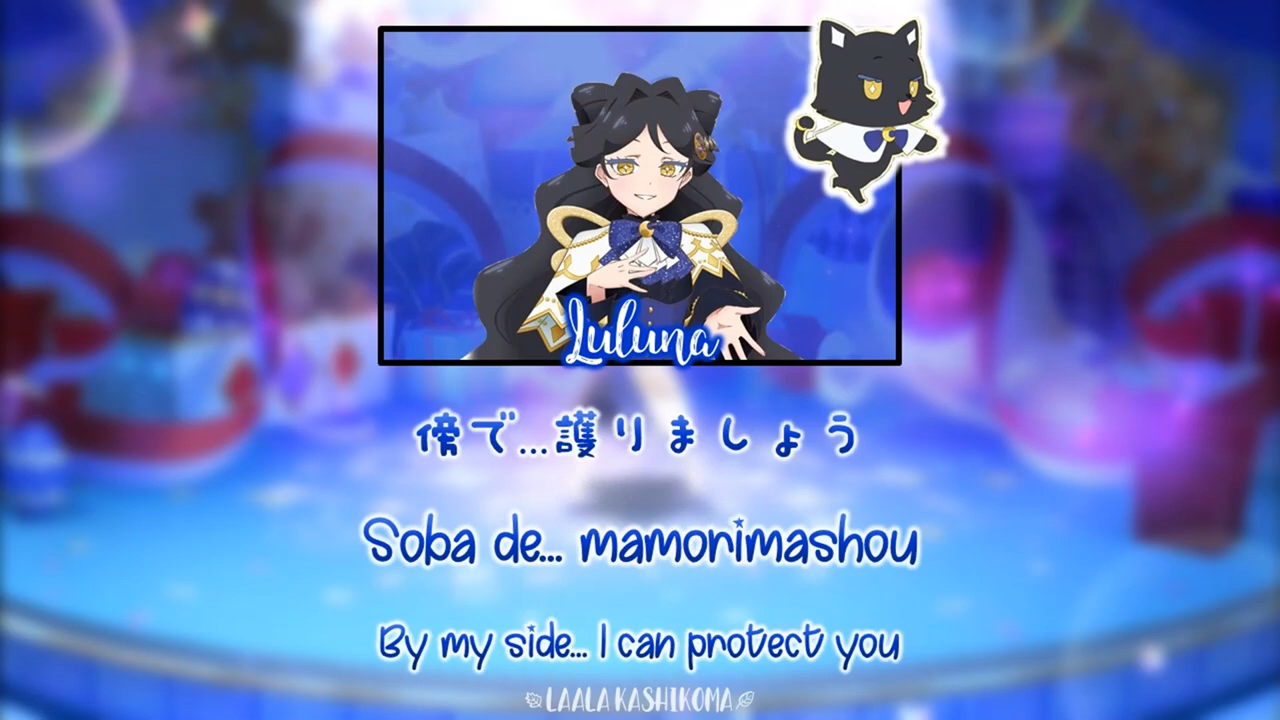 Luluna
傍で...護りましょう
Soba de... mamorimashou
By my side... I can protect you
LAALA KASHIKOMA